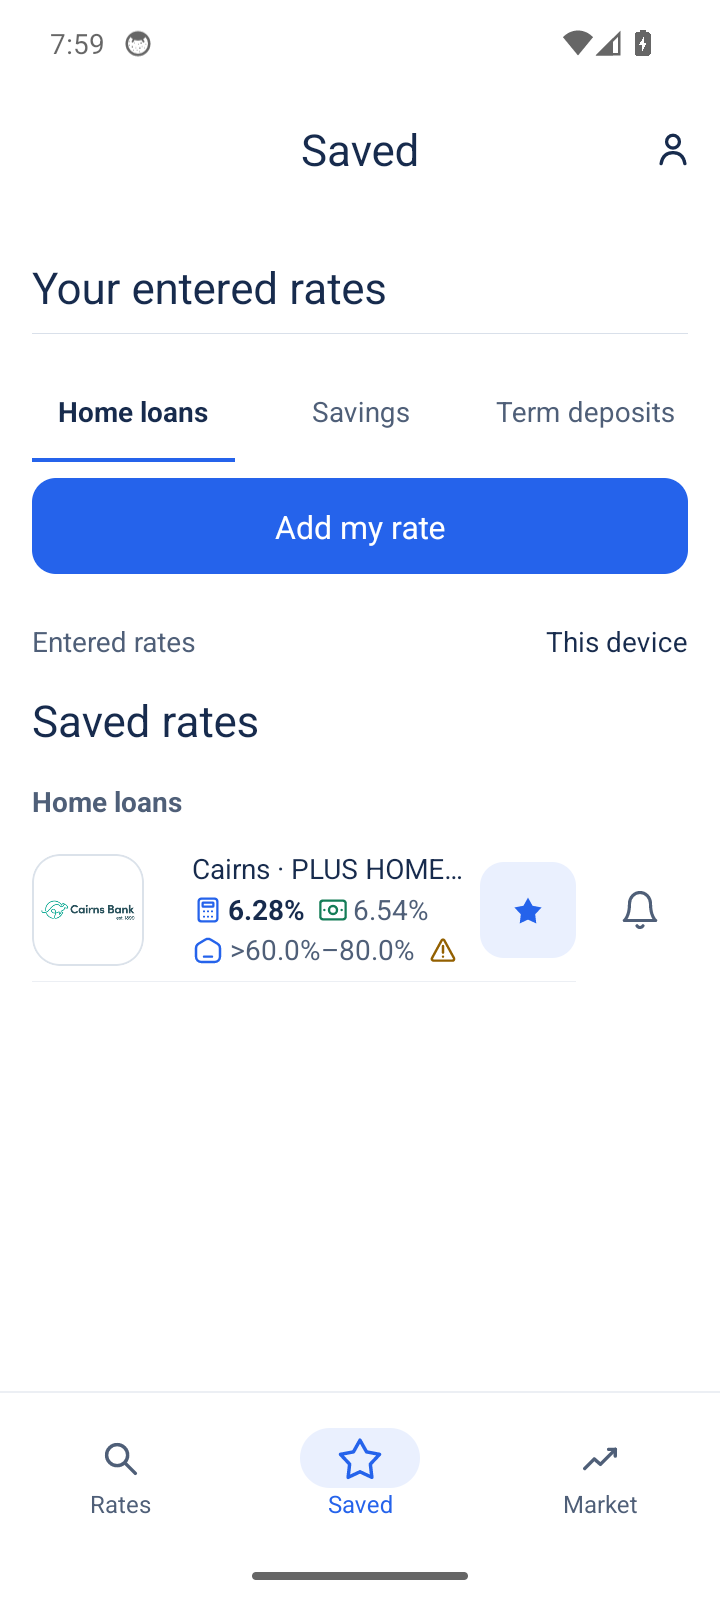 7:59
Saved
Your entered rates
Home loans
Savings
Term deposits
Add my rate
Entered rates
This device
Saved rates
Home loans
Cairns Bank
est. 1899
Cairns · PLUS HOME…
6.28% 6.54%
>60.0%–80.0%
Rates
Saved
Market